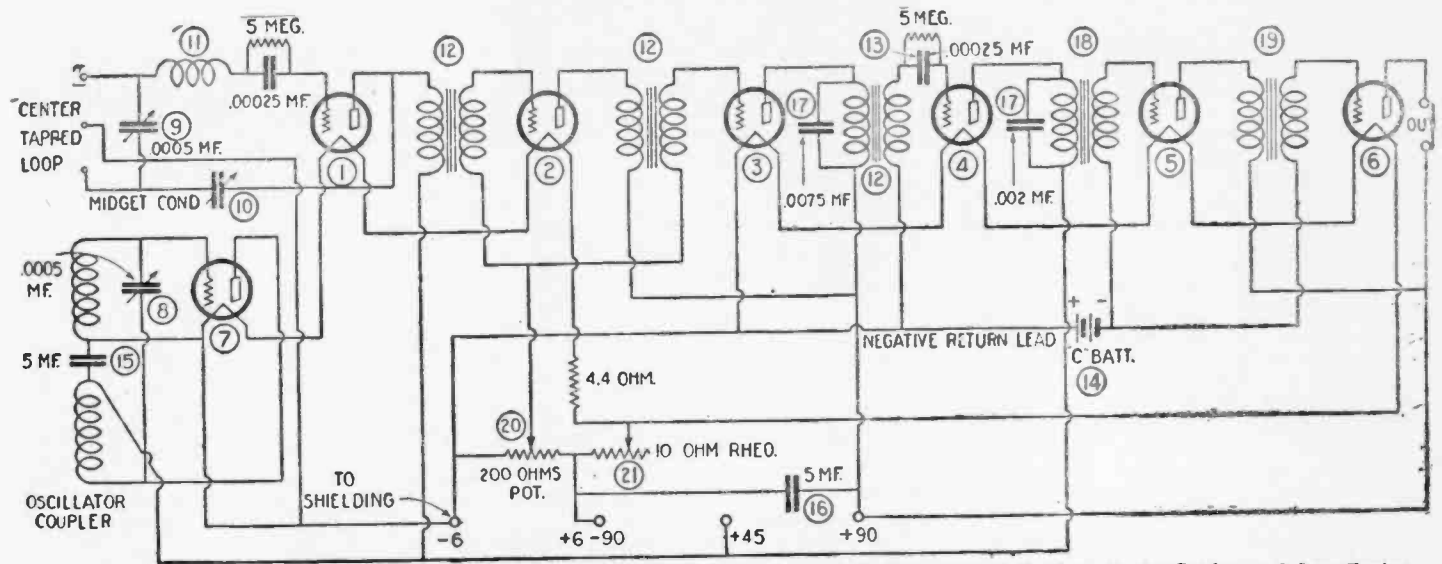 5 MEG.
11
.00025 MF.
12
12
5 MEG.
13
.00025 MF
18
19
CENTER
TAPPED
LOOP
9
.0005 MF.
MIDGET COND
10
1
2
3
17
.0075 MF
12
4
17
.002 MF.
5
6
OUT
.0005
MF.
8
7
5 MF.
15
OSCILLATOR
COUPLER
4.4 OHM.
NEGATIVE RETURN LEAD
+ -
"C" BATT.
14
20
200 OHMS
POT.
21
10 OHM RHEO.
5 MF.
16
TO
SHIELDING
-6
+6 -90
+45
+90